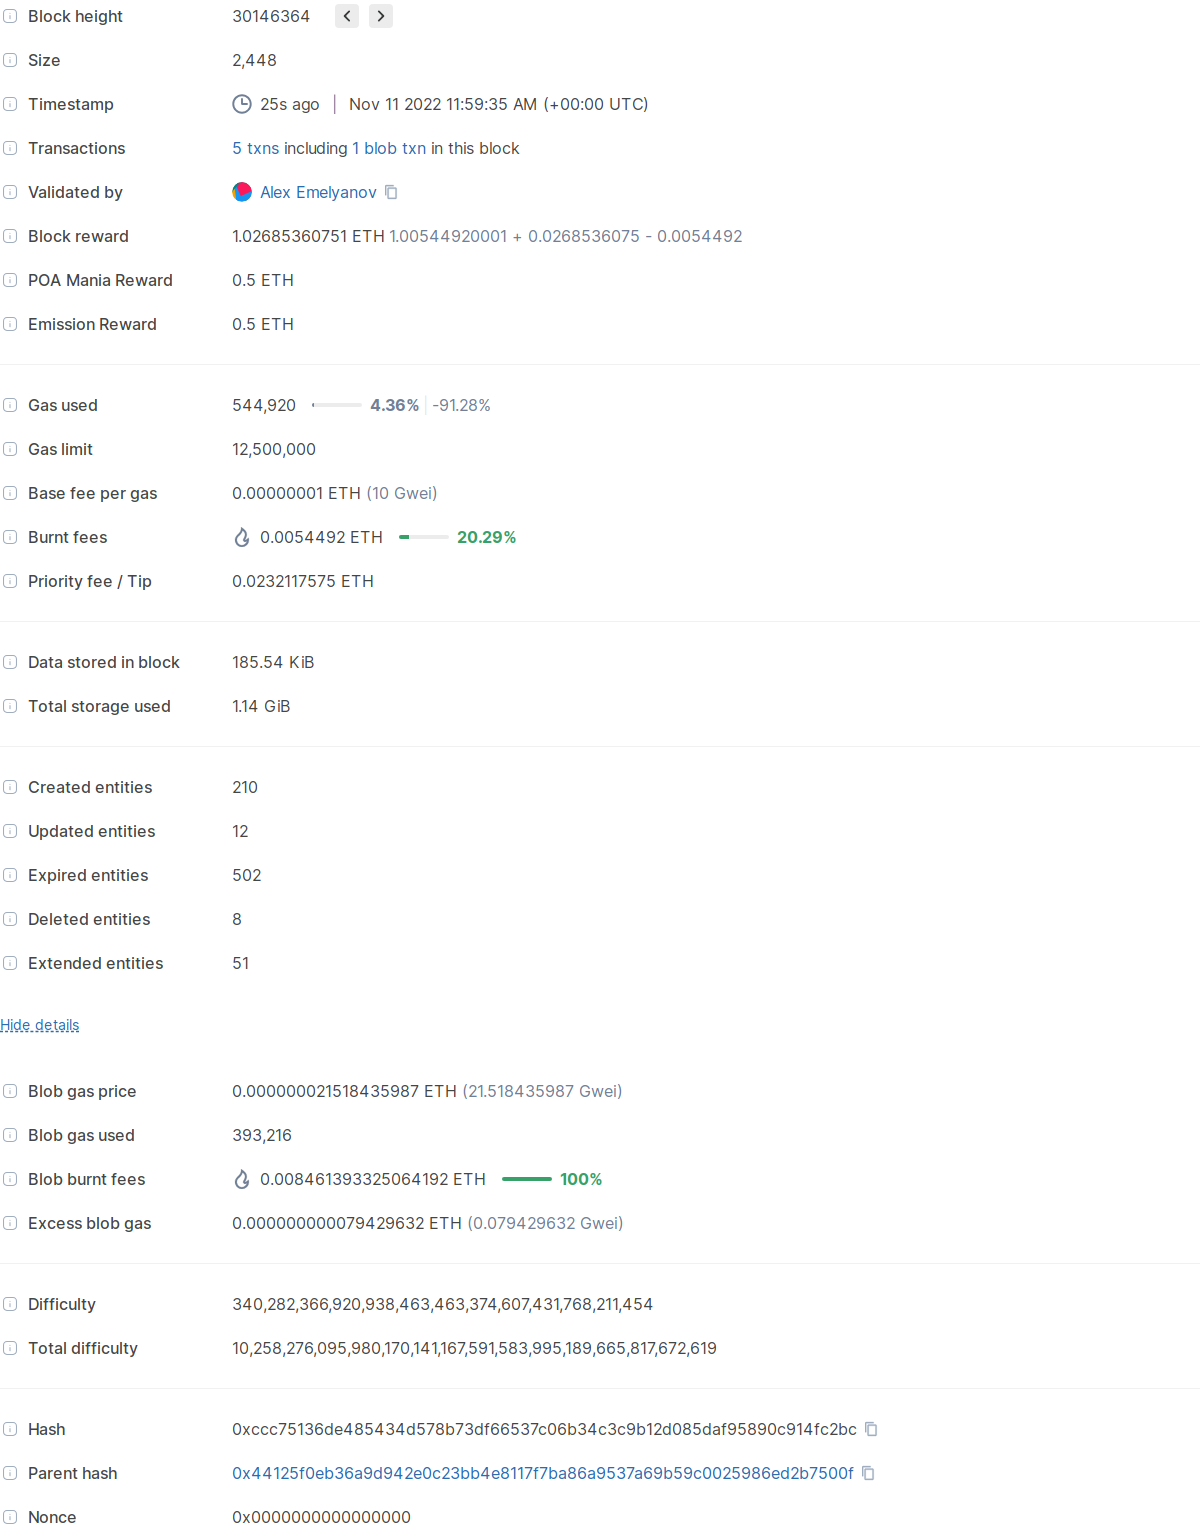 Block height 30146364
Size 2,448
Timestamp 25s ago | Nov 11 2022 11:59:35 AM (+00:00 UTC)
Transactions 5 txns including 1 blob txn in this block
Validated by Alex Emelyanov
Block reward 1.02685360751 ETH 1.00544920001 + 0.0268536075 - 0.0054492
POA Mania Reward 0.5 ETH
Emission Reward 0.5 ETH
Gas used 544,920 4.36% -91.28%
Gas limit 12,500,000
Base fee per gas 0.00000001 ETH (10 Gwei)
Burnt fees 0.0054492 ETH 20.29%
Priority fee / Tip 0.0232117575 ETH
Data stored in block 185.54 KiB
Total storage used 1.14 GiB
Created entities 210
Updated entities 12
Expired entities 502
Deleted entities 8
Extended entities 51
Hide details
Blob gas price 0.000000021518435987 ETH (21.518435987 Gwei)
Blob gas used 393,216
Blob burnt fees 0.008461393325064192 ETH 100%
Excess blob gas 0.000000000079429632 ETH (0.079429632 Gwei)
Difficulty 340,282,366,920,938,463,463,374,607,431,768,211,454
Total difficulty 10,258,276,095,980,170,141,167,591,583,995,189,665,817,672,619
Hash 0xccc75136de485434d578b73df66537c06b34c3c9b12d085daf95890c914fc2bc
Parent hash 0x44125f0eb36a9d942e0c23bb4e8117f7ba86a9537a69b59c0025986ed2b7500f
Nonce 0x0000000000000000